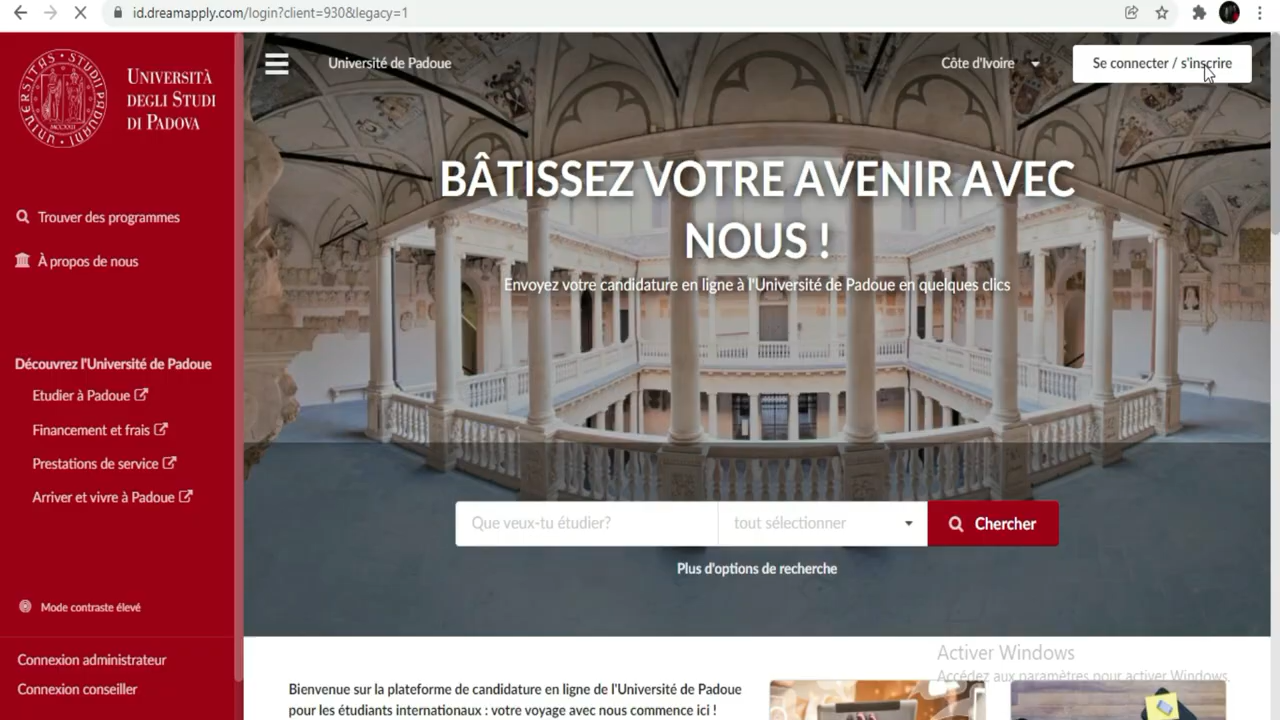 id.dreamapply.com/login?client=930&legacy=1
UNIVERSITÀ
DEGLI STUDI
DI PADOVA
Université de Padoue
Côte d'Ivoire
Se connecter / s'inscrire
Trouver des programmes
À propos de nous
Découvrez l'Université de Padoue
Etudier à Padoue
Financement et frais
Prestations de service
Arriver et vivre à Padoue
Mode contraste élevé
Connexion administrateur
Connexion conseiller
BÂTISSEZ VOTRE AVENIR AVEC
NOUS !
Envoyez votre candidature en ligne à l'Université de Padoue en quelques clics
Que veux-tu étudier?
tout sélectionner
Chercher
Plus d'options de recherche
Activer Windows
Accédez aux paramètres pour activer Windows.
Bienvenue sur la plateforme de candidature en ligne de l'Université de Padoue
pour les étudiants internationaux : votre voyage avec nous commence ici !